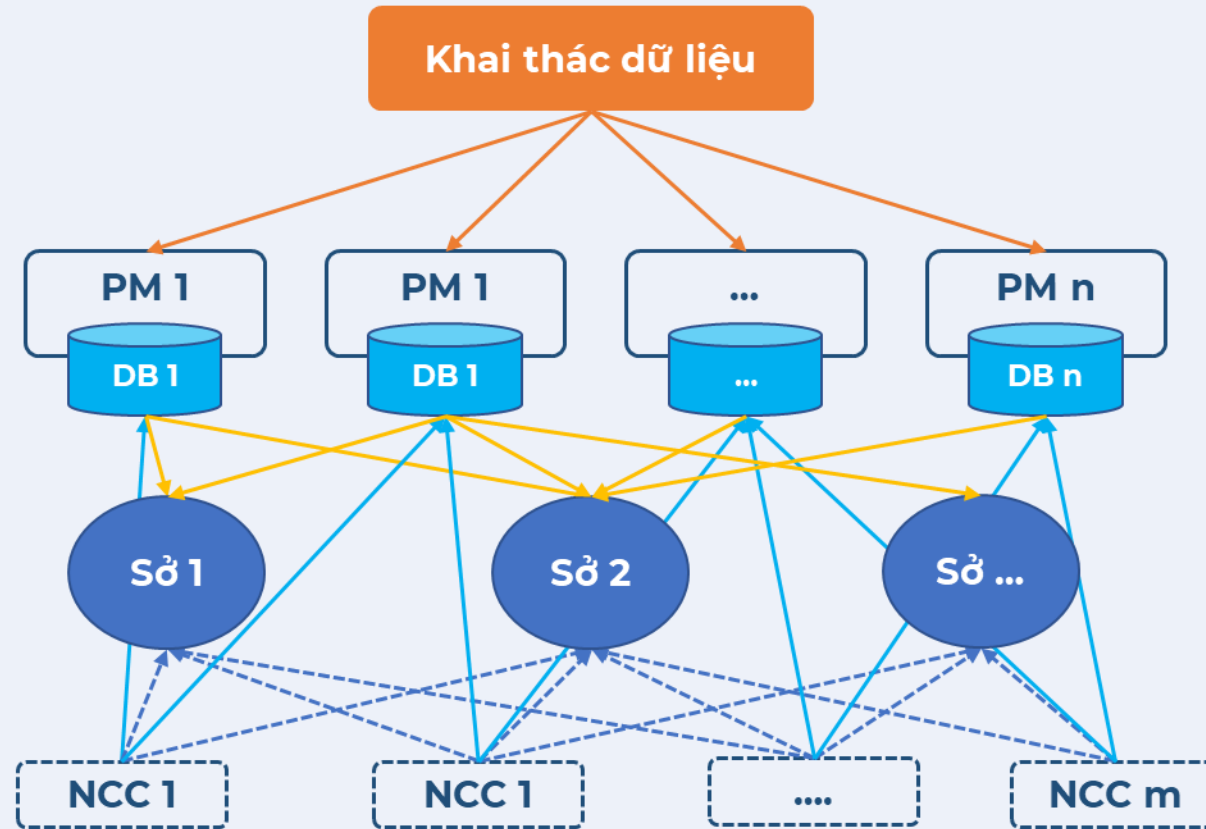 Khai thác dữ liệu
PM 1
PM 1
...
PM n
DB 1
DB 1
...
DB n
Sở 1
Sở 2
Sở ...
NCC 1
NCC 1
....
NCC m